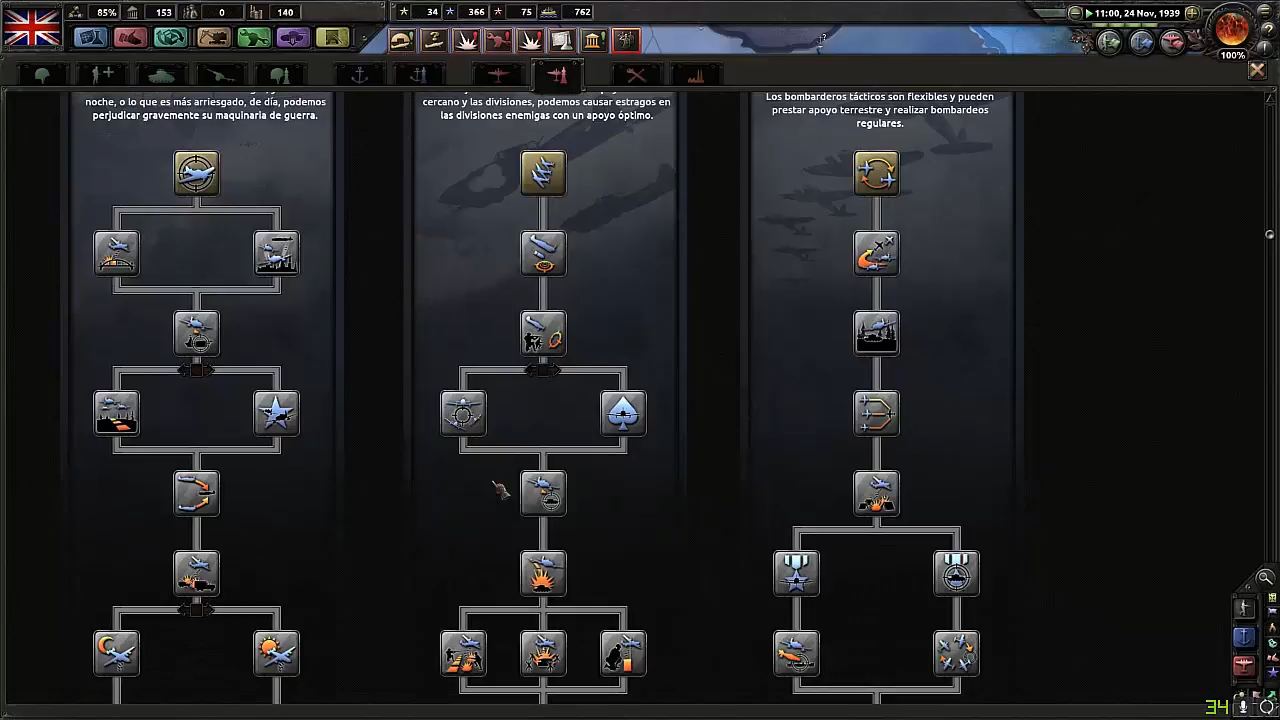 85% 153 0 140 34 366 75 762 11:00, 24 Nov, 1939
100%
noche, o lo que es más arriesgado, de día, podemos
perjudicar gravemente su maquinaria de guerra.
cercano y las divisiones, podemos causar estragos en
las divisiones enemigas con un apoyo óptimo.
Los bombarderos tácticos son flexibles y pueden
prestar apoyo terrestre y realizar bombardeos
regulares.
34